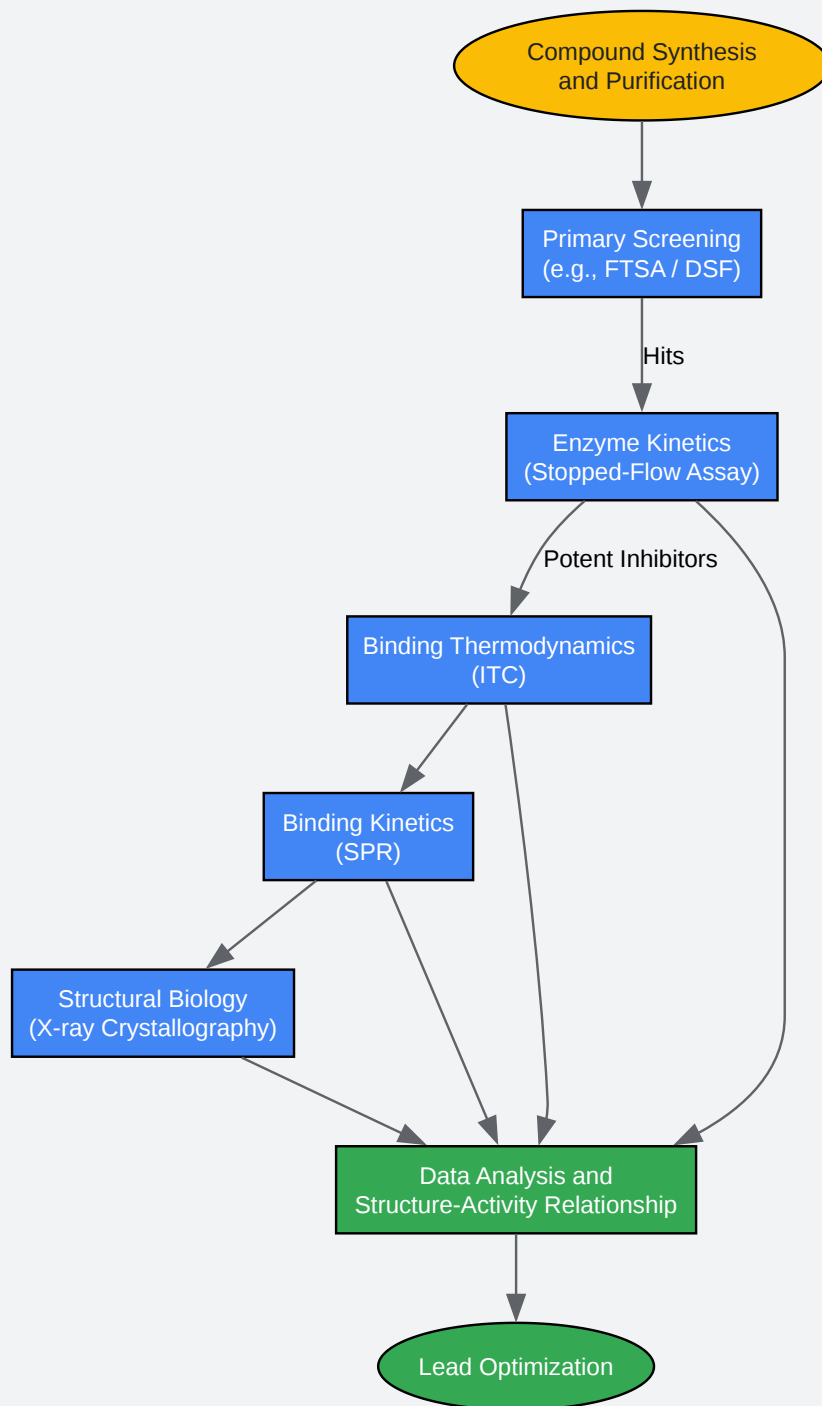 Compound Synthesis
and Purification
Primary Screening
(e.g., FTSA / DSF)
Hits
Enzyme Kinetics
(Stopped-Flow Assay)
Potent Inhibitors
Binding Thermodynamics
(ITC)
Binding Kinetics
(SPR)
Structural Biology
(X-ray Crystallography)
Data Analysis and
Structure-Activity Relationship
Lead Optimization